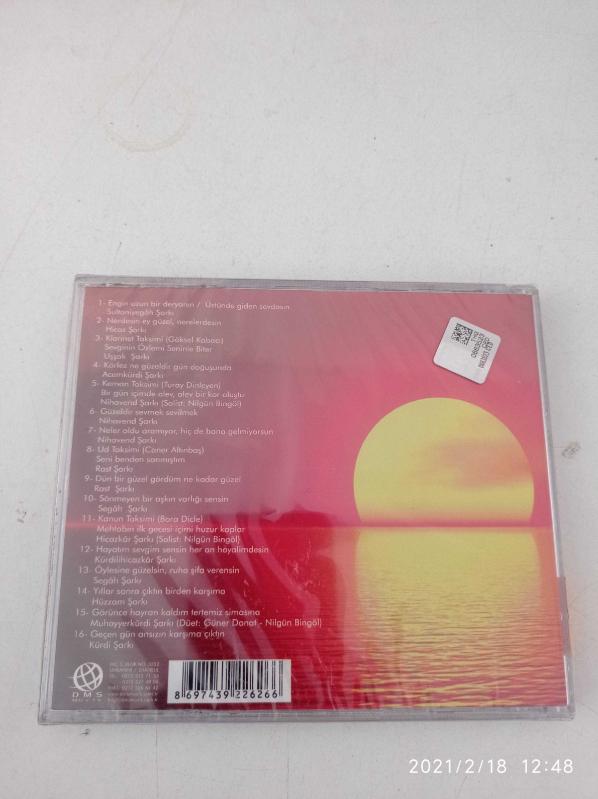 1- Engin uzun bir deryanın / Üstünde giden sevdasın
Sultaniyegâh Şarkı
2- Nerdesin ey güzel, nerelerdesin
Hicaz Şarkı
3- Klarinet Taksimi (Göksel Kabacı)
Sevginin Özlemi Seninle Biter
Uşşak Şarkı
4- Körfez ne güzeldir gün doğuşunda
Acemkürdi Şarkı
5- Keman Taksimi (Turay Dinleyen)
Bir gün içimde alev, alev bir kor oluştu
Nihavend Şarkı (Solist: Nilgün Bingöl)
6- Güzeldir sevmek sevilmek
Nihavend Şarkı
7- Neler oldu aramıyor, hiç de bana gelmiyorsun
Nihavend Şarkı
8- Ud Taksimi (Caner Altınbaş)
Seni benden sanmıştım
Rast Şarkı
9- Dün bir güzel gördüm ne kadar güzel
Rast Şarkı
10- Sönmeyen bir aşkın varlığı sensin
Segâh Şarkı
11- Kanun Taksimi (Bora Dicle)
Mehtabın ilk gecesi içimi huzur kaplar
Hicazkâr Şarkı (Solist: Nilgün Bingöl)
12- Hayatım sevgim sensin her an hayalimdesin
Kürdilihicazkâr Şarkı
13- Öylesine güzelsin, ruha şifa verensin
Segâh Şarkı
14- Yıllar sonra çıktın birden karşıma
Hüzzam Şarkı
15- Görünce hayran kaldım tertemiz simasına
Muhayyerkürdi Şarkı (Düet: Güner Danat - Nilgün Bingöl)
16- Geçen gün ansızın karşıma çıktın
Kürdi Şarkı
DMS
8 697439 226266
2021/2/18 12:48